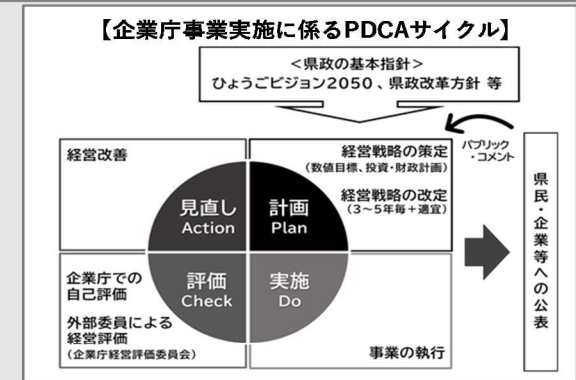 【企業庁事業実施に係るPDCAサイクル】
＜県政の基本指針＞
ひょうごビジョン2050、県政改革方針 等
パブリック
・コメント
経営改善
経営戦略の策定
（数値目標、投資・財政計画）
経営戦略の改定
（3～5年毎＋適宜）
見直し
Action
計画
Plan
評価
Check
実施
Do
企業庁での
自己評価
外部委員による
経営評価
（企業庁経営評価委員会）
事業の執行
県民・企業等への公表